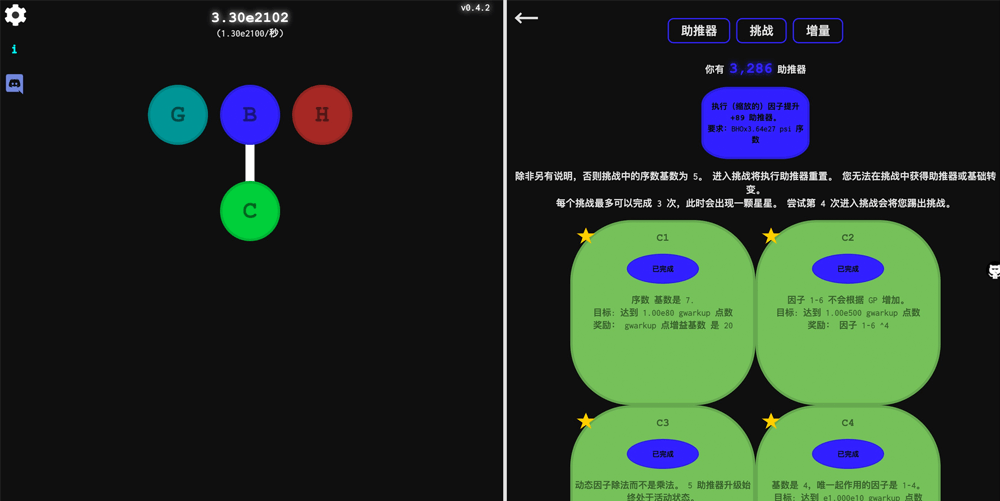 v0.4.2
3.30e2102
(1.30e2100/秒)
i
G
B
H
C
助推器
挑战
增量
你有 3,286 助推器
执行 (缩放的) 因子提升
+89 助推器。
要求: BHOx3.64e27 psi 序
数
除非另有说明，否则挑战中的序数基数为 5。 进入挑战将执行助推器重置。 您无法在挑战中获得助推器或基础转
变。
每个挑战最多可以完成 3 次，此时会出现一颗星星。 尝试第 4 次进入挑战会将您踢出挑战。
C1
已完成
序数 基数是 7.
目标: 达到 1.00e80 gwarkup 点数
奖励: gwarkup 点增益基数 是 20
C2
已完成
因子 1-6 不会根据 GP 增加。
目标: 达到 1.00e500 gwarkup 点数
奖励: 因子 1-6 ^4
C3
已完成
动态因子除法而不是乘法。 5 助推器升级始
终处于活动状态。
C4
已完成
基数是 4，唯一起作用的因子是 1-4。
目标: 达到 e1.000e10 gwarkup 点数